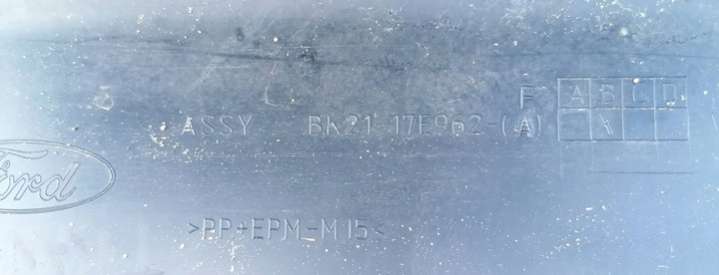 F A B C D
ASSY BK21 17E962-(A) X
Ford
>PP+EPM-M15<